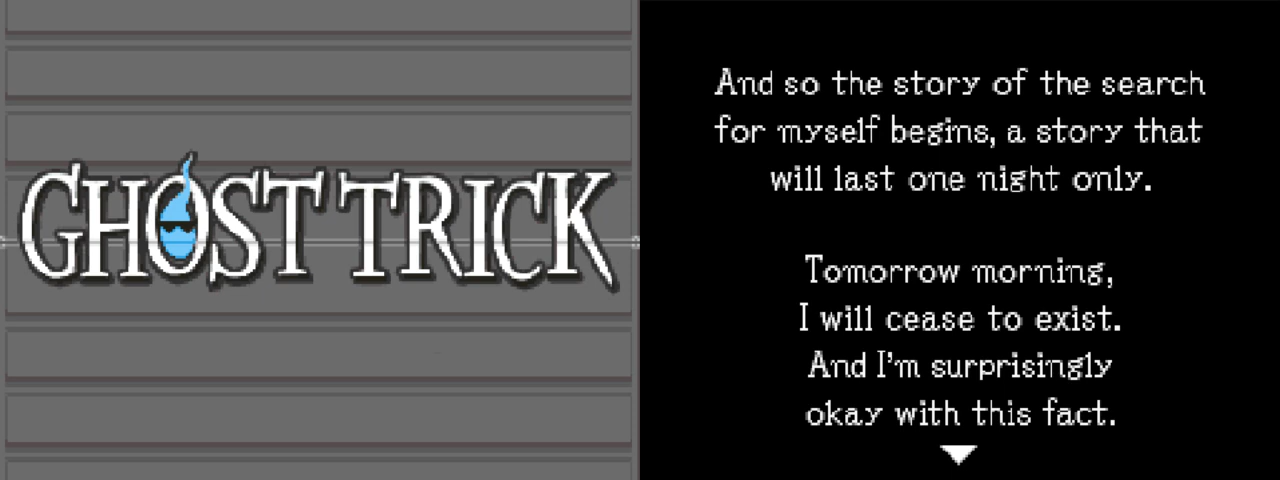 GHOST TRICK
And so the story of the search
for myself begins, a story that
will last one night only.
Tomorrow morning,
I will cease to exist.
And I'm surprisingly
okay with this fact.